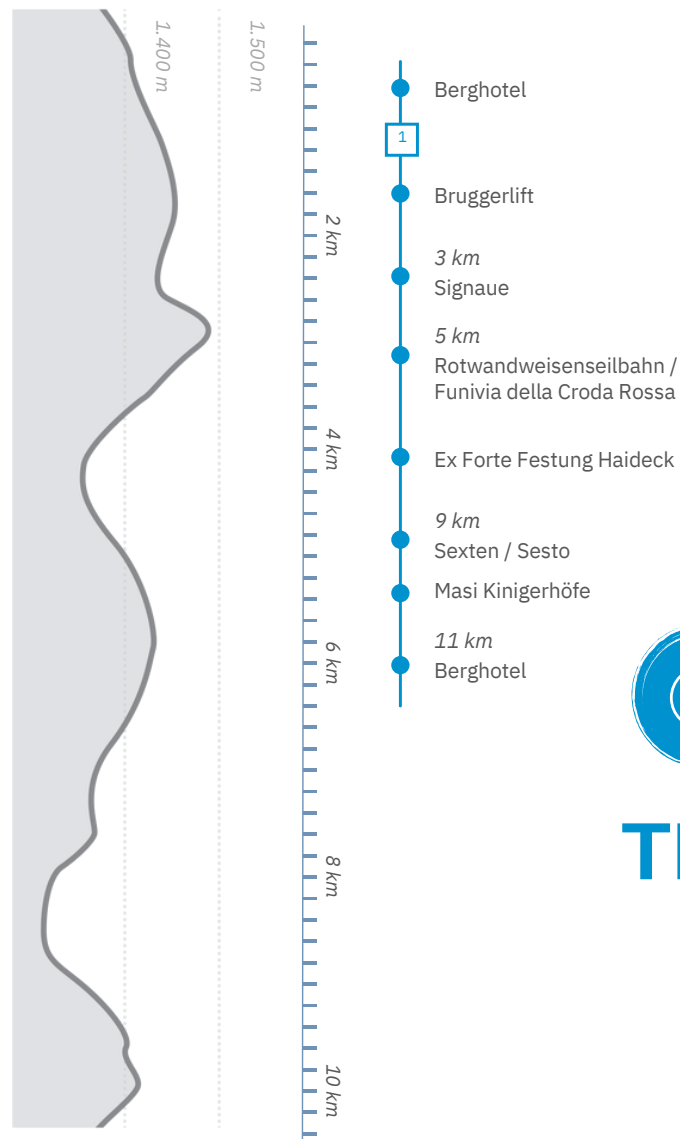 1.400 m
1.500 m
2 km
4 km
6 km
8 km
10 km
Berghotel
1
Bruggerlift
3 km
Signaue
5 km
Rotwandweisenseilbahn /
Funivia della Croda Rossa
Ex Forte Festung Haideck
9 km
Sexten / Sesto
Masi Kinigerhöfe
11 km
Berghotel